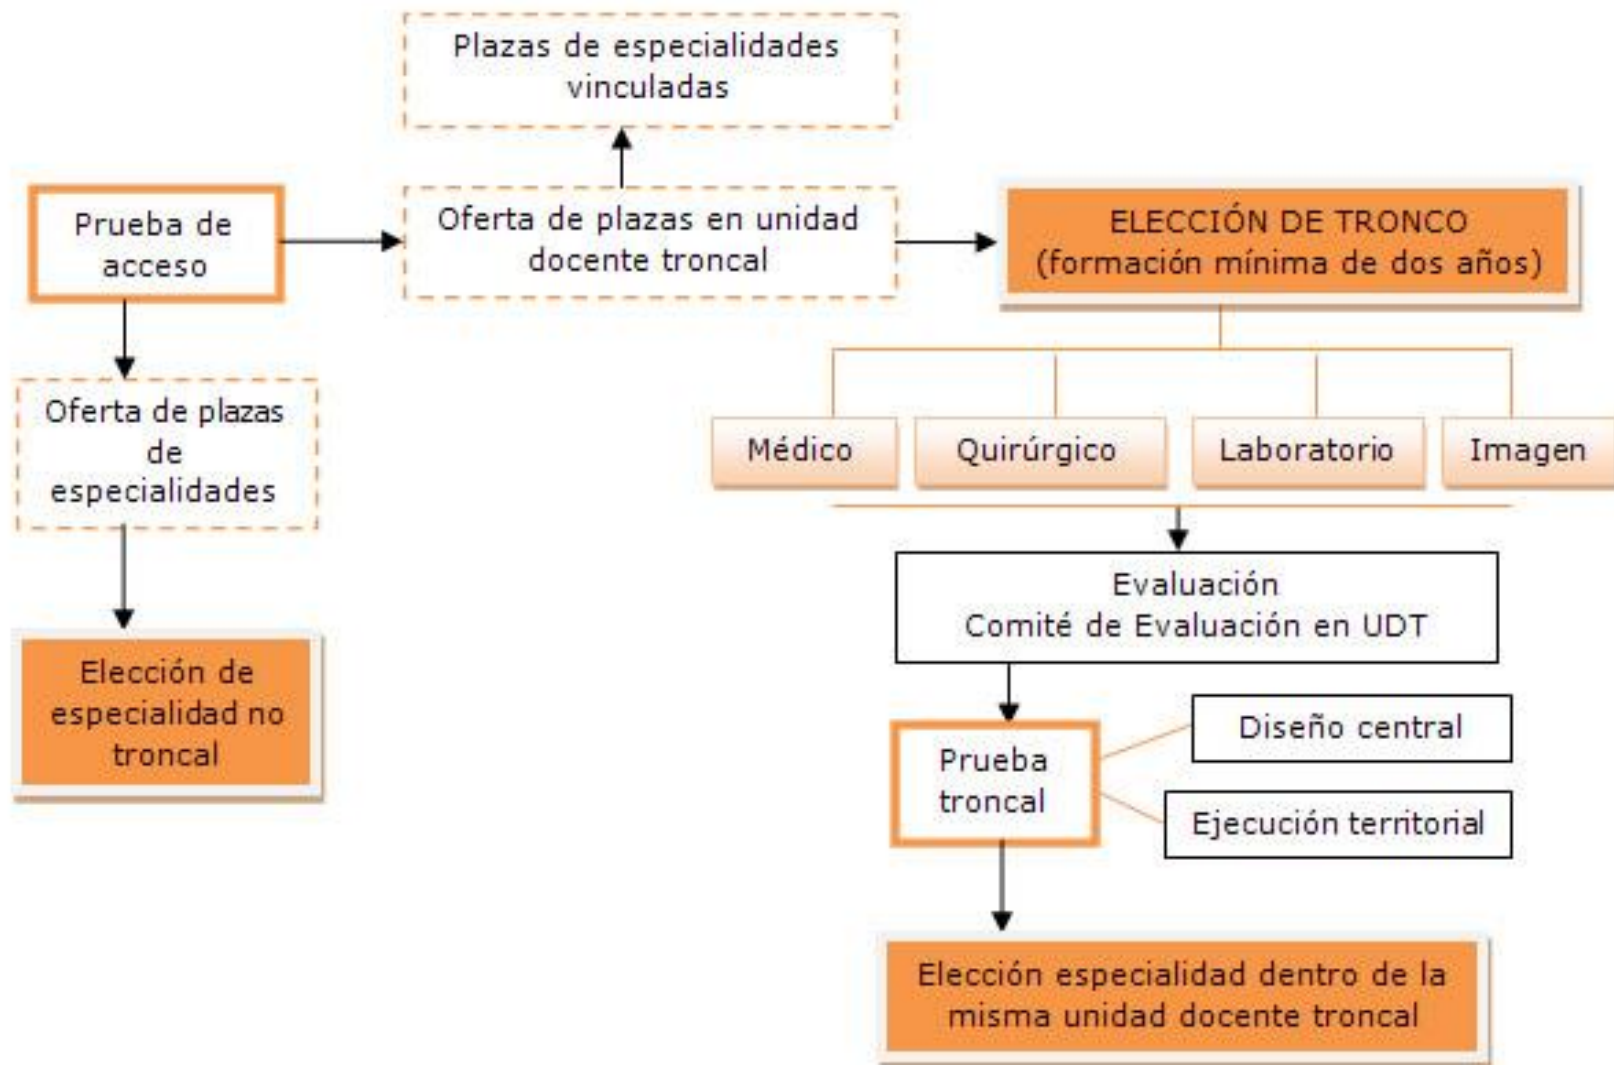 Plazas de especialidades
vinculadas
Prueba de
acceso
Oferta de plazas en unidad
docente troncal
ELECCIÓN DE TRONCO
(formación mínima de dos años)
Oferta de plazas
de
especialidades
Médico
Quirúrgico
Laboratorio
Imagen
Evaluación
Comité de Evaluación en UDT
Elección de
especialidad no
troncal
Prueba
troncal
Diseño central
Ejecución territorial
Elección especialidad dentro de la
misma unidad docente troncal